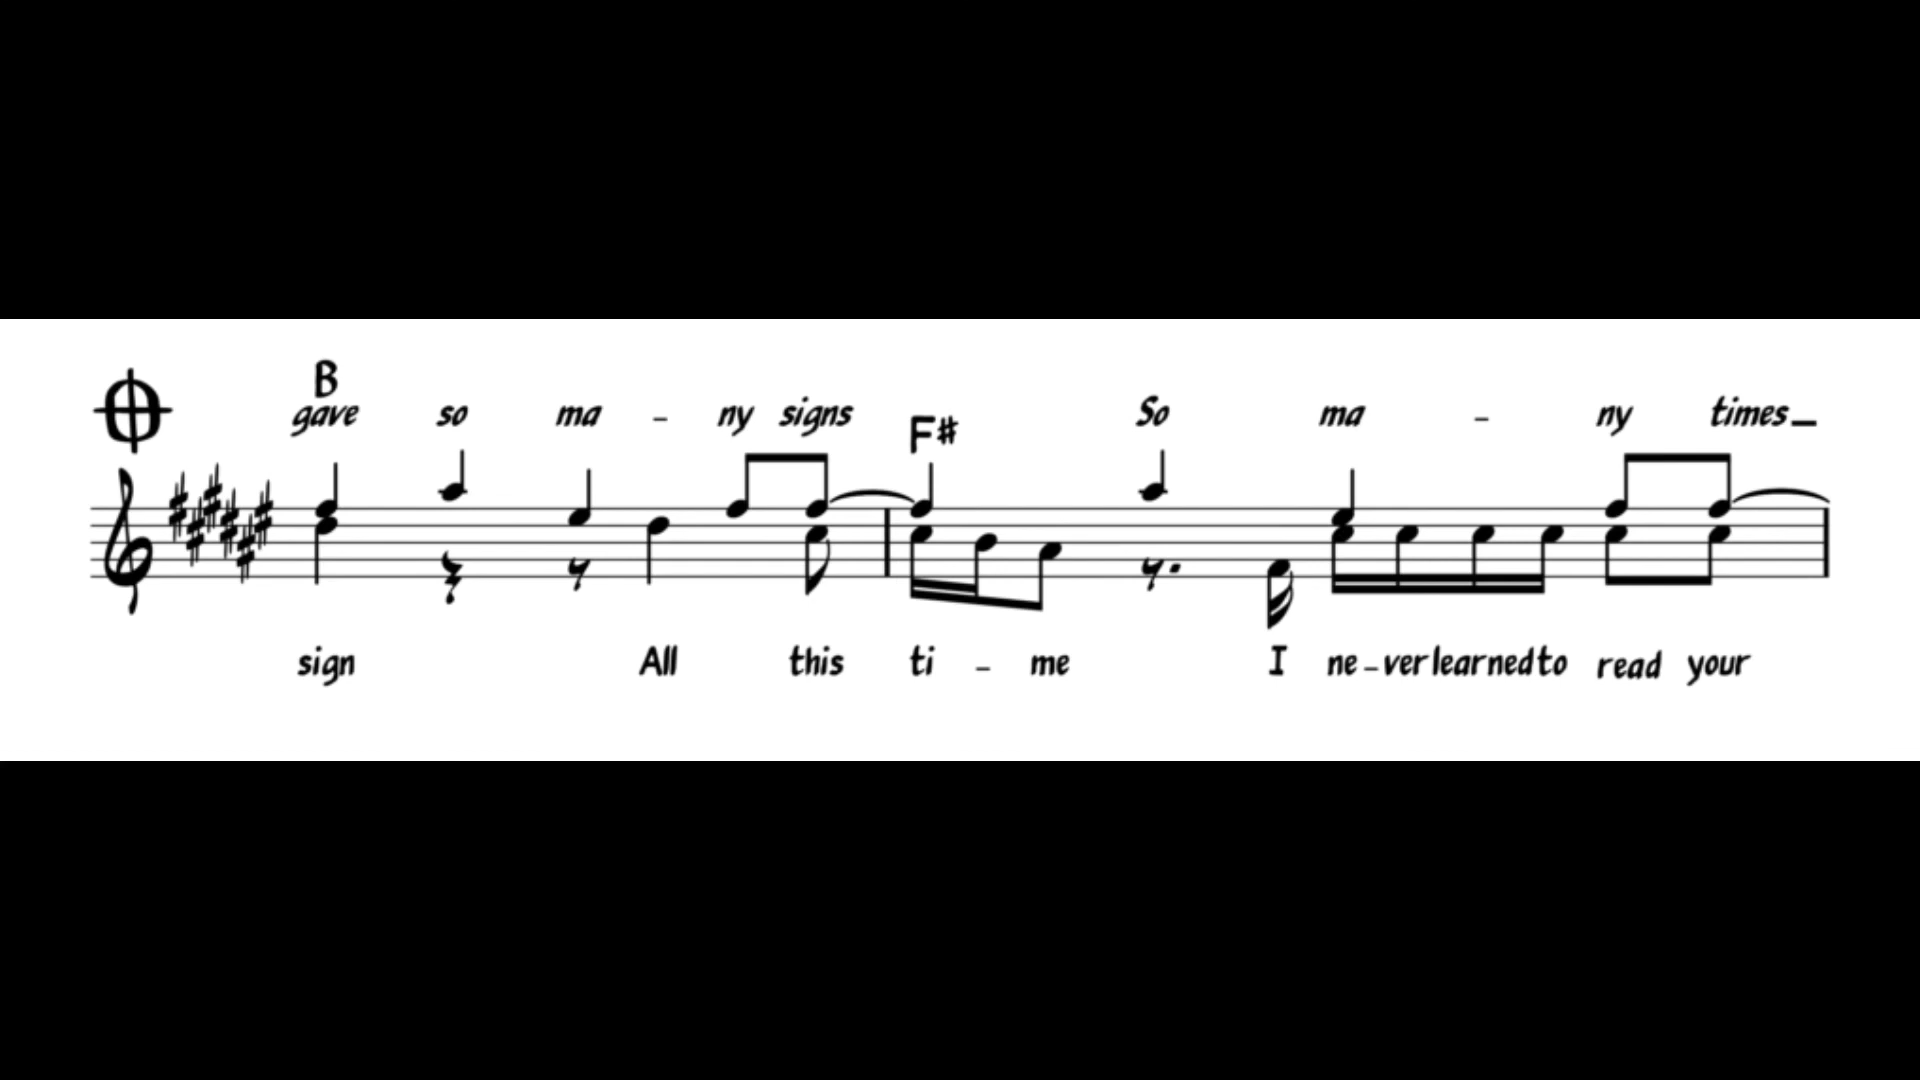 B
gave so ma - ny signs So ma - ny times_
F#
sign All this ti - me I ne - ver learned to read your